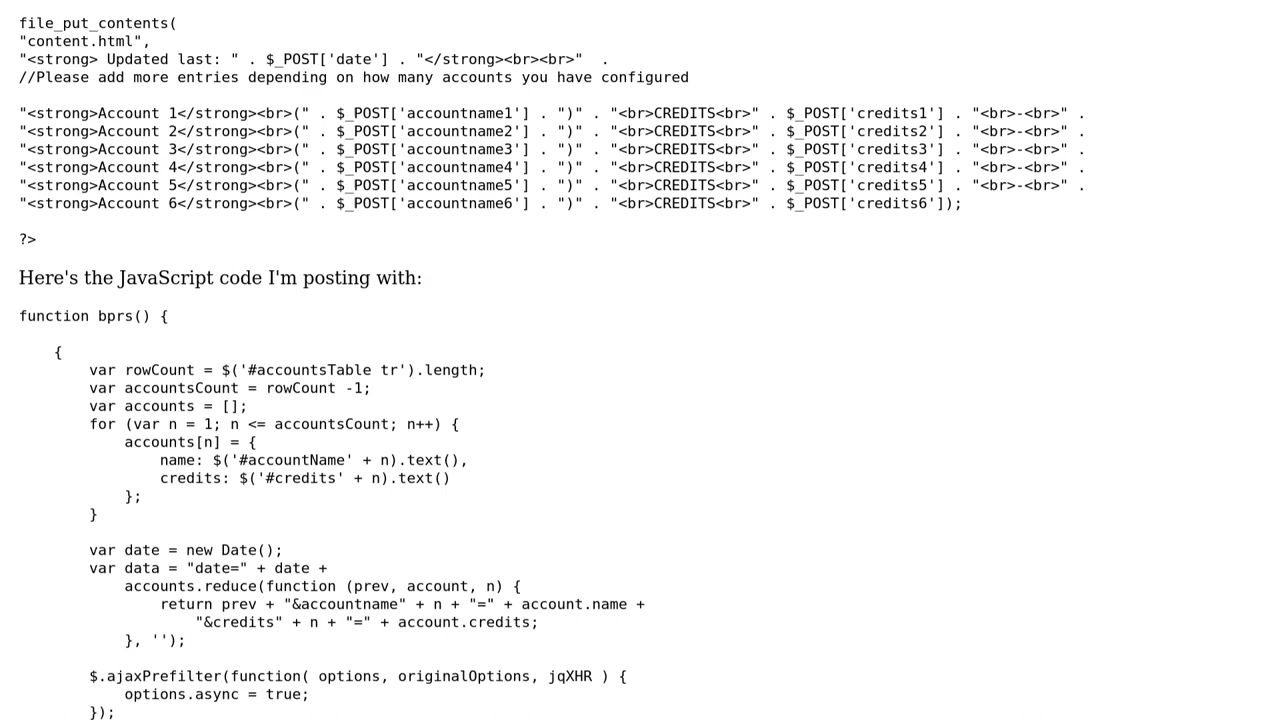 file_put_contents(
"content.html",
"<strong> Updated last: " . $_POST['date'] . "</strong><br><br>"  .
//Please add more entries depending on how many accounts you have configured

"<strong>Account 1</strong><br>(" . $_POST['accountname1'] . ")" . "<br>CREDITS<br>" . $_POST['credits1'] . "<br>-<br>" .
"<strong>Account 2</strong><br>(" . $_POST['accountname2'] . ")" . "<br>CREDITS<br>" . $_POST['credits2'] . "<br>-<br>" .
"<strong>Account 3</strong><br>(" . $_POST['accountname3'] . ")" . "<br>CREDITS<br>" . $_POST['credits3'] . "<br>-<br>" .
"<strong>Account 4</strong><br>(" . $_POST['accountname4'] . ")" . "<br>CREDITS<br>" . $_POST['credits4'] . "<br>-<br>" .
"<strong>Account 5</strong><br>(" . $_POST['accountname5'] . ")" . "<br>CREDITS<br>" . $_POST['credits5'] . "<br>-<br>" .
"<strong>Account 6</strong><br>(" . $_POST['accountname6'] . ")" . "<br>CREDITS<br>" . $_POST['credits6']);

?>

Here's the JavaScript code I'm posting with:

function bprs() {

    {
        var rowCount = $('#accountsTable tr').length;
        var accountsCount = rowCount -1;
        var accounts = [];
        for (var n = 1; n <= accountsCount; n++) {
            accounts[n] = {
                name: $('#accountName' + n).text(),
                credits: $('#credits' + n).text()
            };
        }

        var date = new Date();
        var data = "date=" + date +
            accounts.reduce(function (prev, account, n) {
                return prev + "&accountname" + n + "=" + account.name +
                    "&credits" + n + "=" + account.credits;
            }, '');

        $.ajaxPrefilter(function( options, originalOptions, jqXHR ) {
            options.async = true;
        });